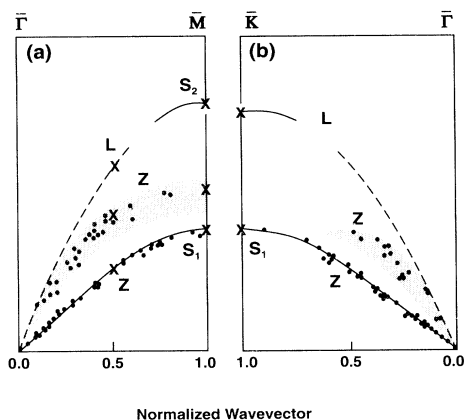 Γ̄ M̄ K̄ Γ̄
(a) (b)
S₂
L L
Z Z
S₁ S₁
Z Z
0.0 0.5 1.0 1.0 0.5 0.0
Normalized Wavevector